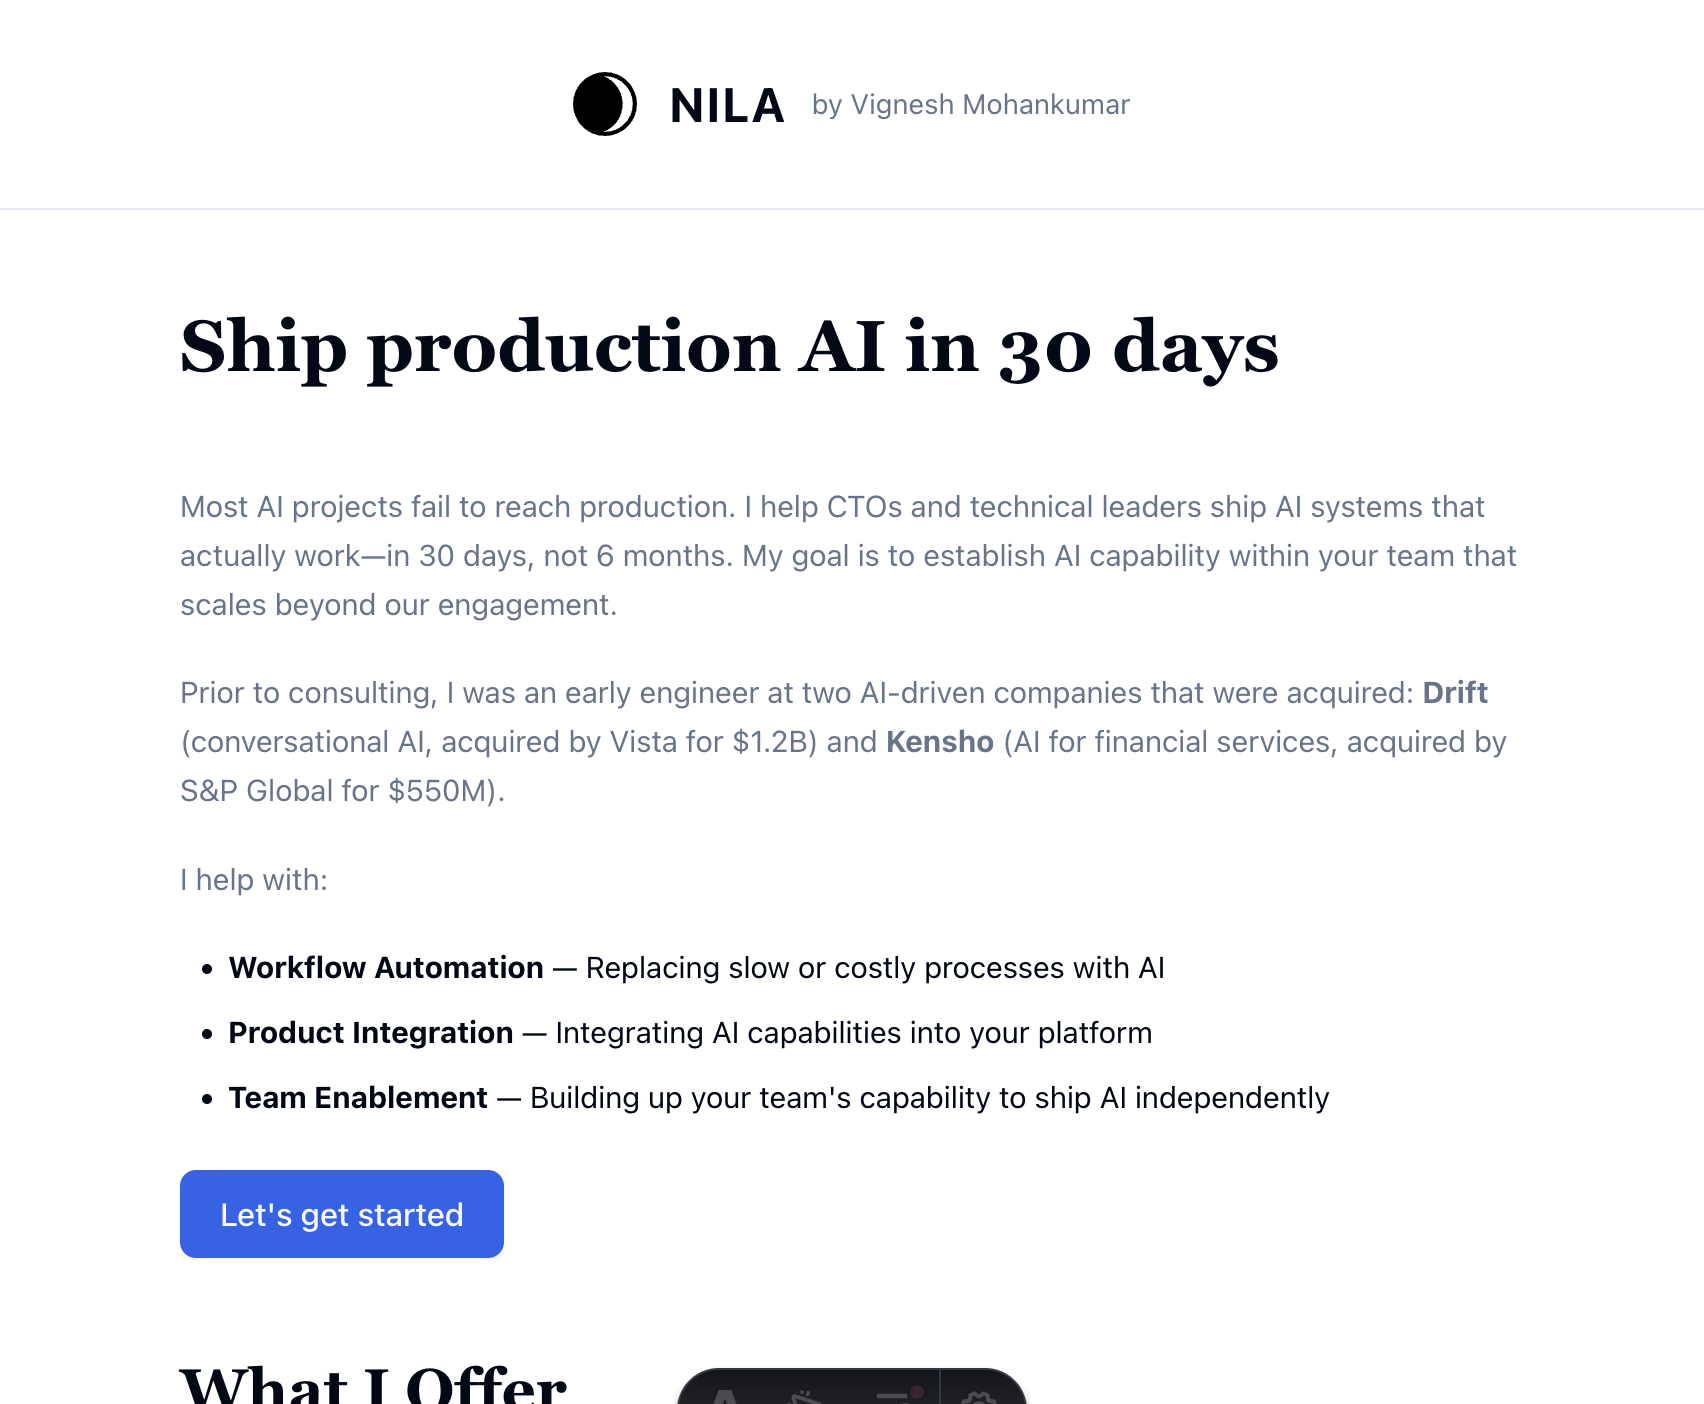 NILA by Vignesh Mohankumar
Ship production AI in 30 days
Most AI projects fail to reach production. I help CTOs and technical leaders ship AI systems that
actually work—in 30 days, not 6 months. My goal is to establish AI capability within your team that
scales beyond our engagement.
Prior to consulting, I was an early engineer at two AI-driven companies that were acquired: Drift
(conversational AI, acquired by Vista for $1.2B) and Kensho (AI for financial services, acquired by
S&P Global for $550M).
I help with:
• Workflow Automation — Replacing slow or costly processes with AI
• Product Integration — Integrating AI capabilities into your platform
• Team Enablement — Building up your team's capability to ship AI independently
Let's get started
What I Offer